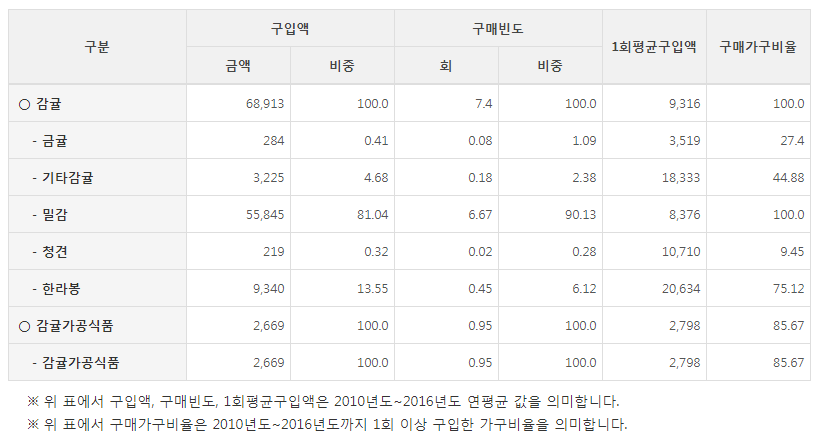 구분 구입액 구매빈도 1회평균구입액 구매가구비율
금액 비중 회 비중
○ 감귤 68,913 100.0 7.4 100.0 9,316 100.0
- 금귤 284 0.41 0.08 1.09 3,519 27.4
- 기타감귤 3,225 4.68 0.18 2.38 18,333 44.88
- 밀감 55,845 81.04 6.67 90.13 8,376 100.0
- 청견 219 0.32 0.02 0.28 10,710 9.45
- 한라봉 9,340 13.55 0.45 6.12 20,634 75.12
○ 감귤가공식품 2,669 100.0 0.95 100.0 2,798 85.67
- 감귤가공식품 2,669 100.0 0.95 100.0 2,798 85.67
※ 위 표에서 구입액, 구매빈도, 1회평균구입액은 2010년도~2016년도 연평균 값을 의미합니다.
※ 위 표에서 구매가구비율은 2010년도~2016년도까지 1회 이상 구입한 가구비율을 의미합니다.